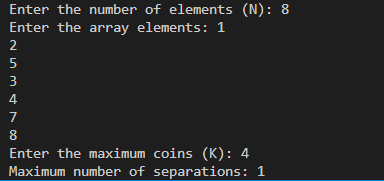 Enter the number of elements (N): 8
Enter the array elements: 1
2
5
3
4
7
8
Enter the maximum coins (K): 4
Maximum number of separations: 1